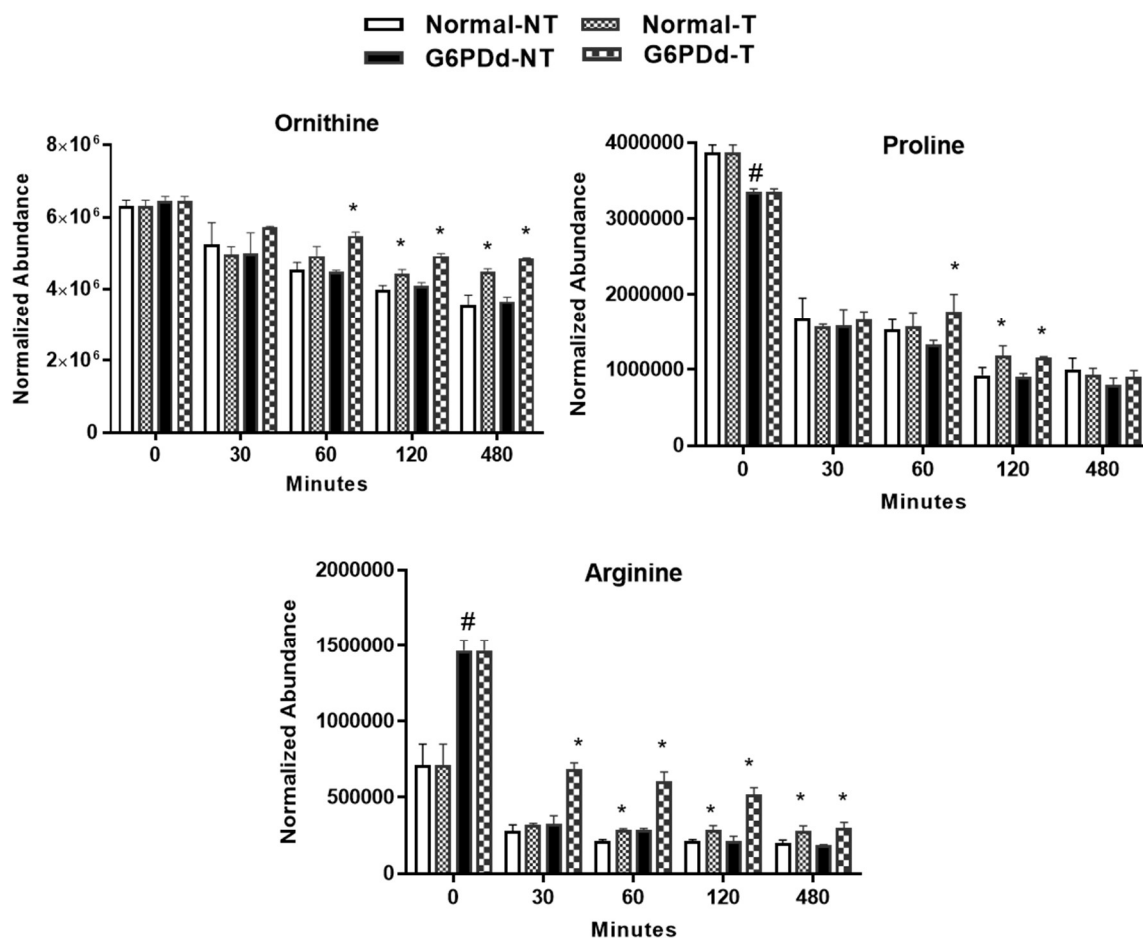 Normal-NT Normal-T
G6PDd-NT G6PDd-T
Ornithine
Normalized Abundance
8×10⁶
6×10⁶
4×10⁶
2×10⁶
0
* * * * *
0 30 60 120 480
Minutes
Proline
Normalized Abundance
4000000
3000000
2000000
1000000
0
# * * *
0 30 60 120 480
Minutes
Arginine
Normalized Abundance
2000000
1500000
1000000
500000
0
# * * * * * * *
0 30 60 120 480
Minutes